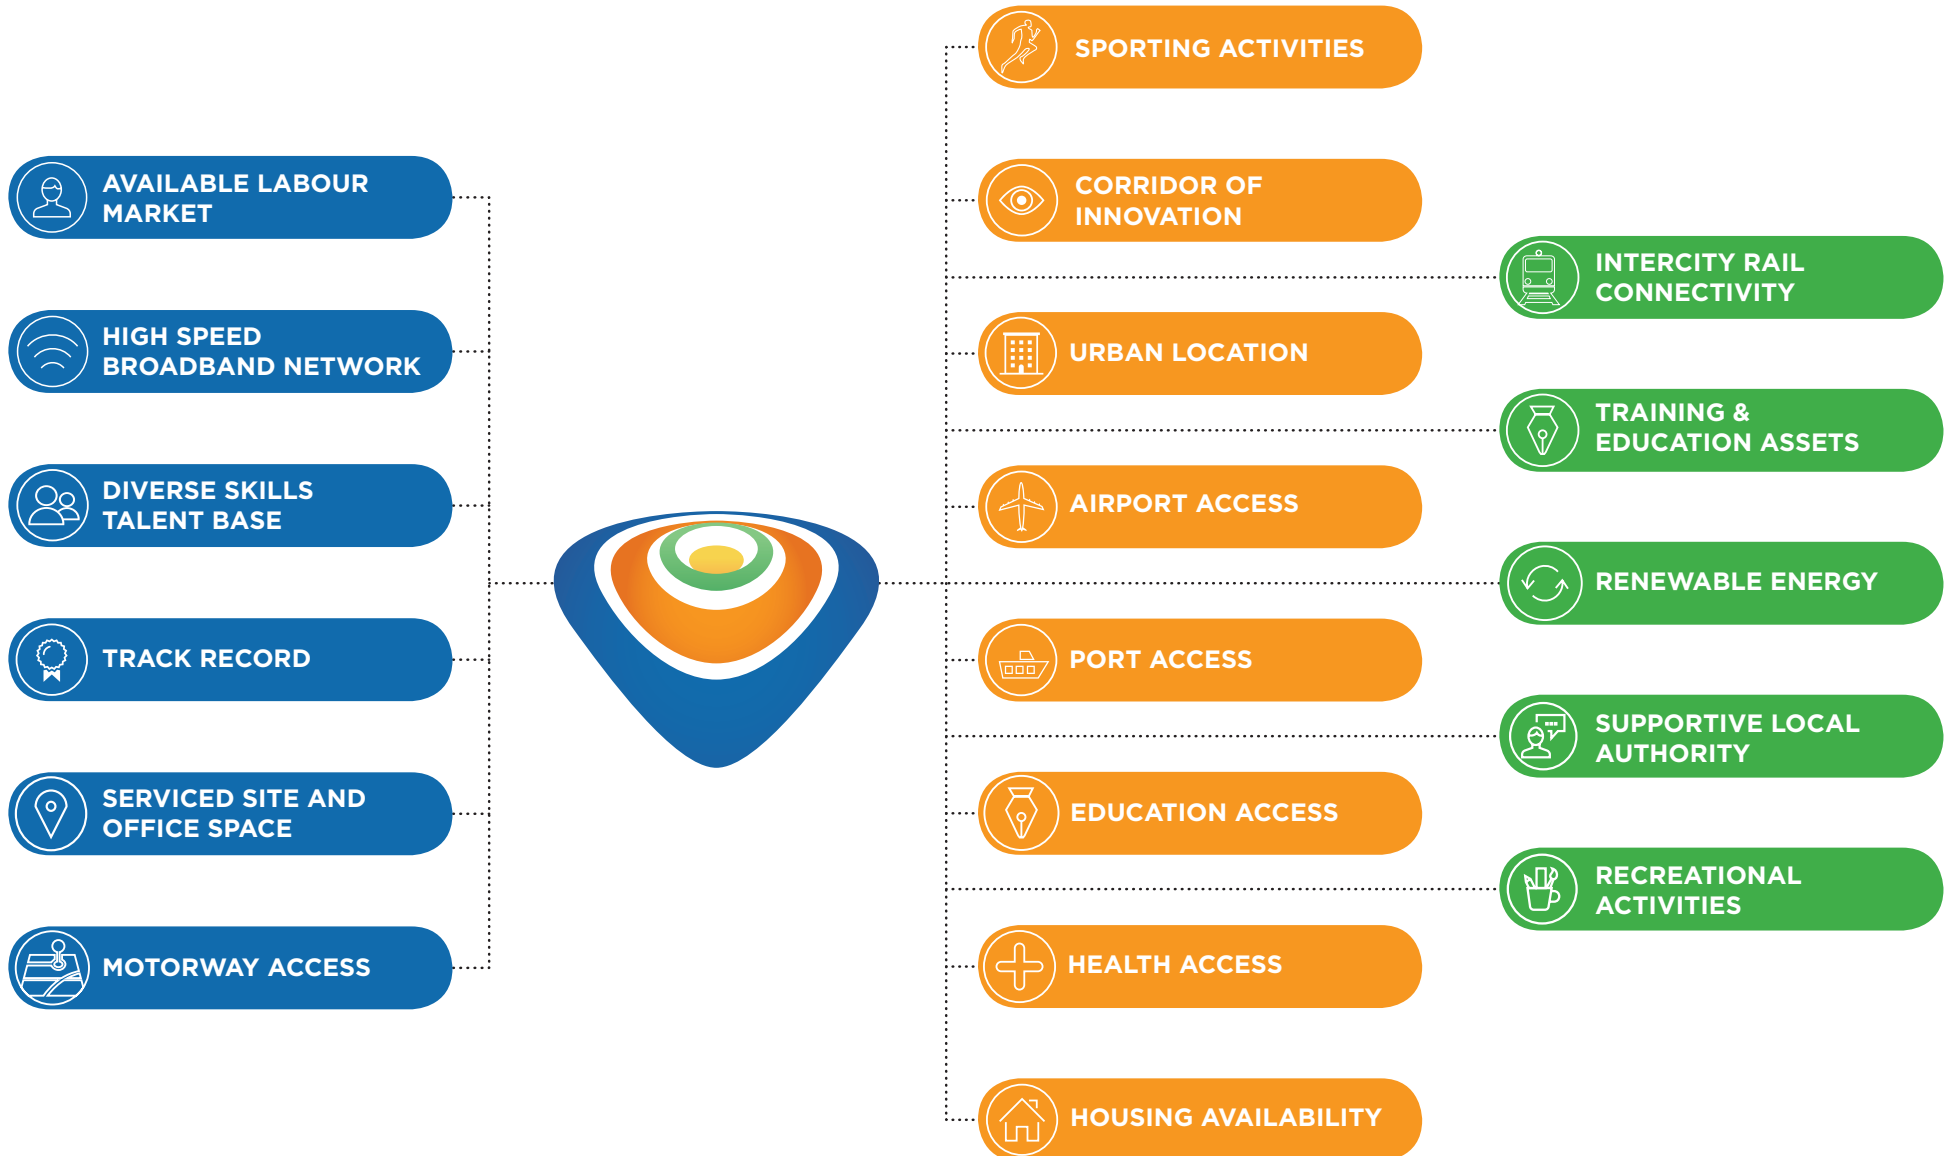 AVAILABLE LABOUR
MARKET
HIGH SPEED
BROADBAND NETWORK
DIVERSE SKILLS
TALENT BASE
TRACK RECORD
SERVICED SITE AND
OFFICE SPACE
MOTORWAY ACCESS
SPORTING ACTIVITIES
CORRIDOR OF
INNOVATION
URBAN LOCATION
AIRPORT ACCESS
PORT ACCESS
EDUCATION ACCESS
HEALTH ACCESS
HOUSING AVAILABILITY
INTERCITY RAIL
CONNECTIVITY
TRAINING &
EDUCATION ASSETS
RENEWABLE ENERGY
SUPPORTIVE LOCAL
AUTHORITY
RECREATIONAL
ACTIVITIES